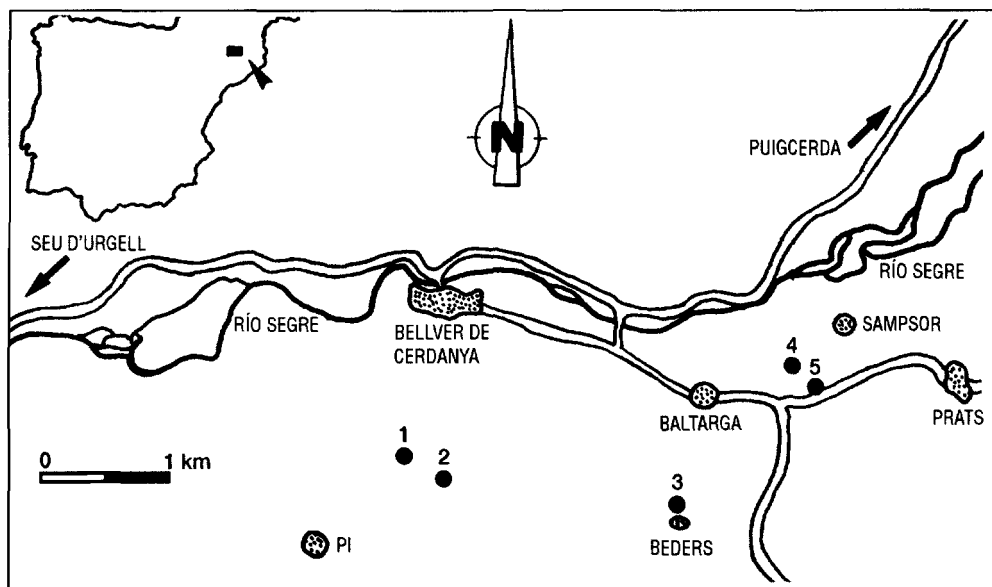 N
PUIGCERDA
SEU D'URGELL
RÍO SEGRE
RÍO SEGRE
BELLVER DE
CERDANYA
SAMPSOR
4
5
BALTARGA
PRATS
1
2
0 1 km
3
BEDERS
PI